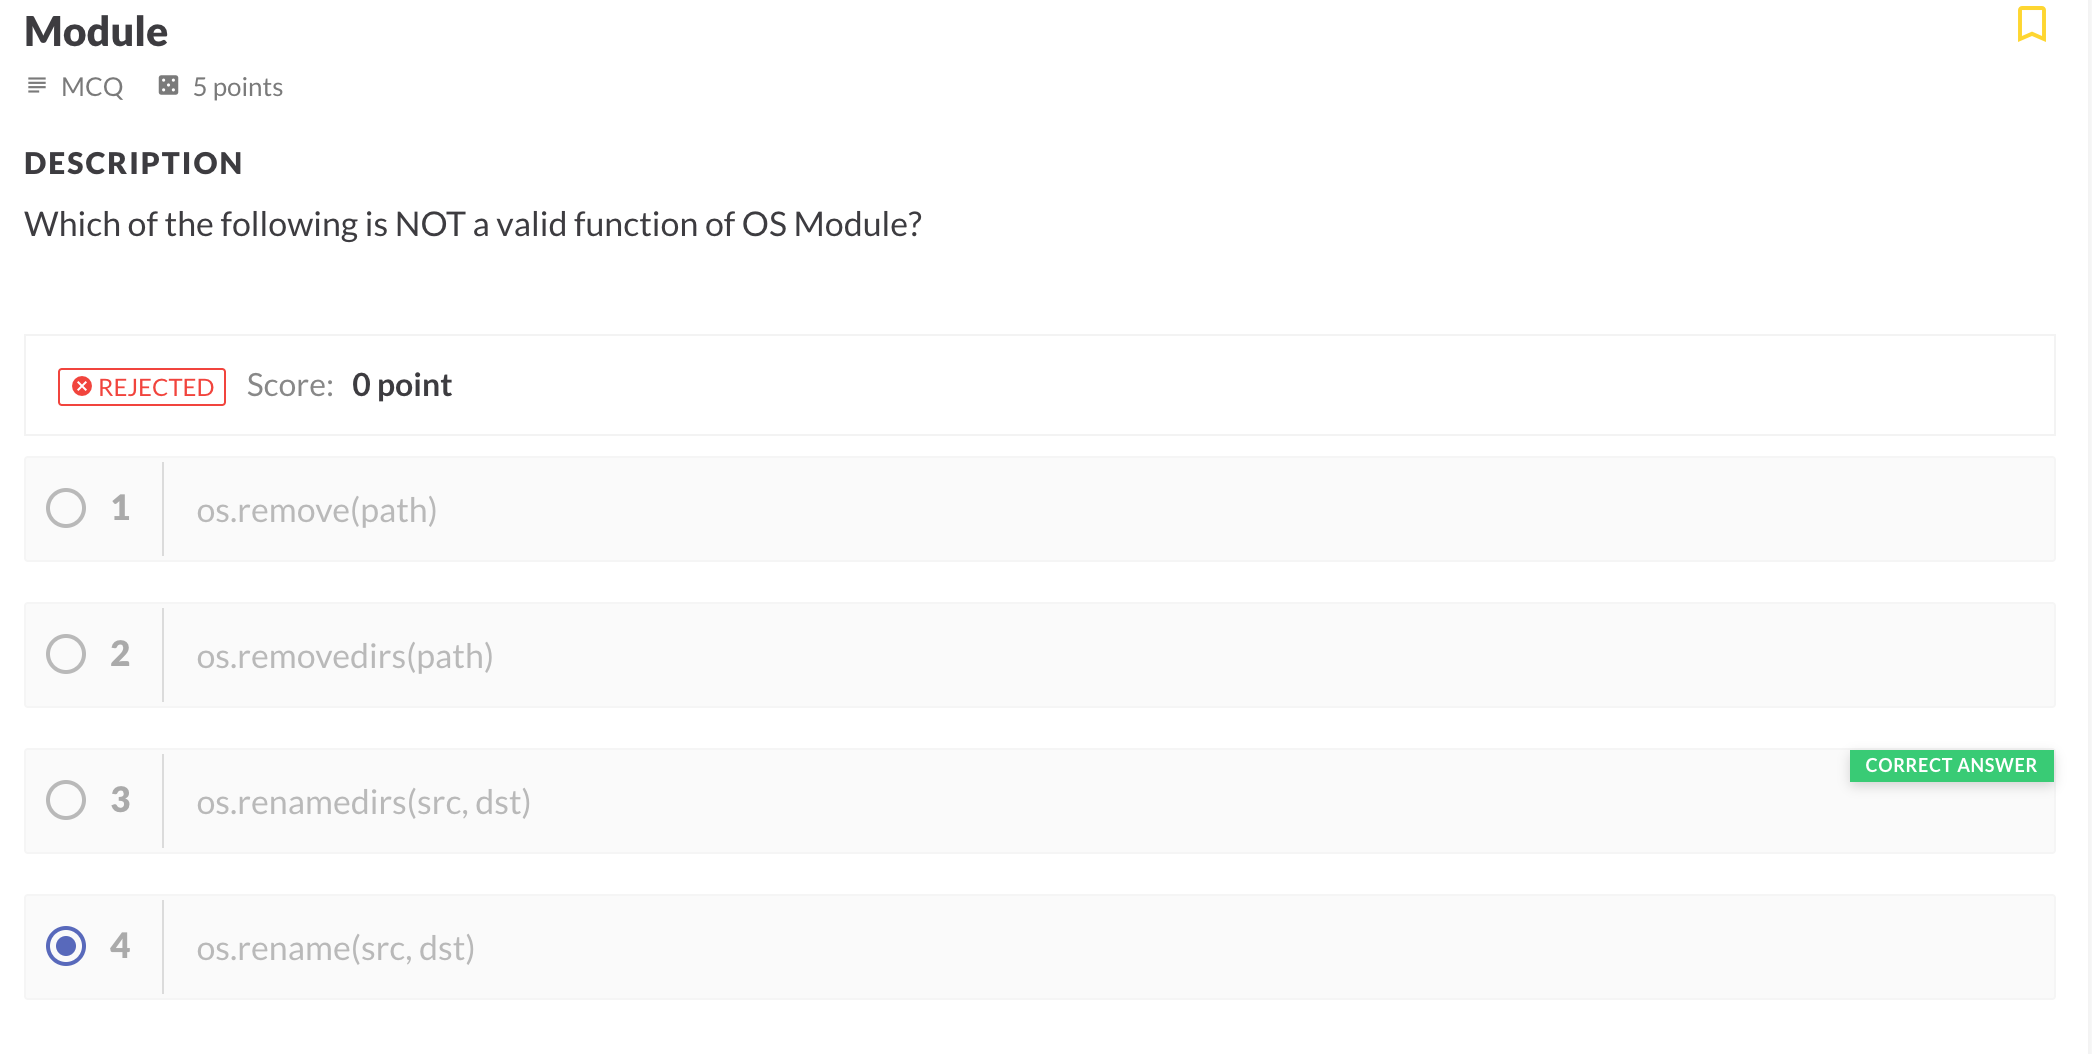 Module
MCQ 5 points
DESCRIPTION
Which of the following is NOT a valid function of OS Module?
REJECTED Score: 0 point
1 os.remove(path)
2 os.removedirs(path)
CORRECT ANSWER
3 os.renamedirs(src, dst)
4 os.rename(src, dst)